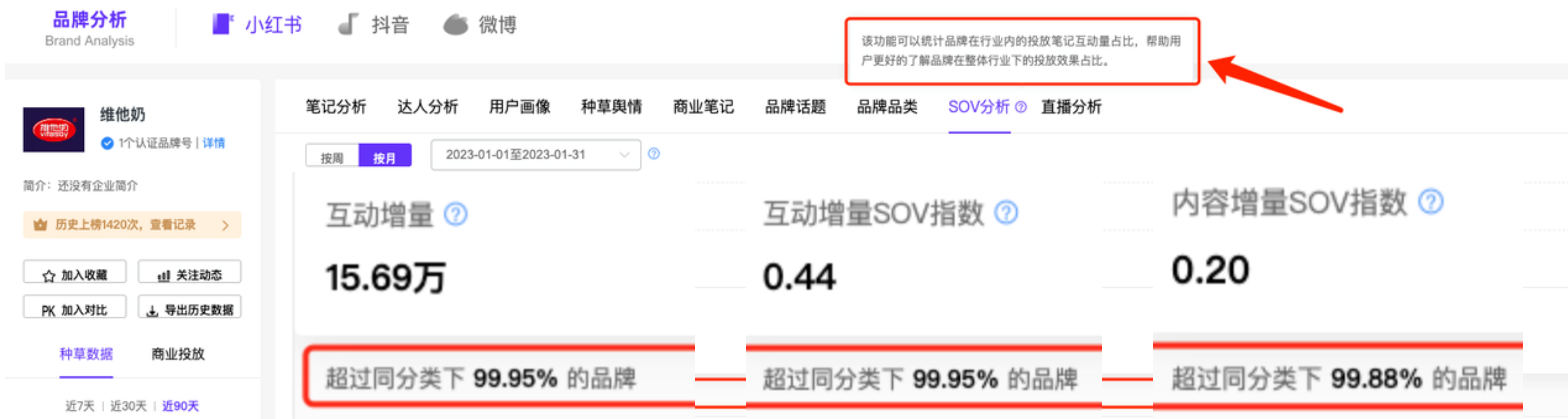 品牌分析
Brand Analysis
小红书
抖音
微博
该功能可以统计品牌在行业内的投放笔记互动量占比，帮助用
户更好的了解品牌在整体行业下的投放效果占比。
维他奶
VITASOY
维他奶
1个认证品牌号 | 详情
简介：还没有企业简介
历史上榜1420次，查看记录
加入收藏
关注动态
PK 加入对比
导出历史数据
种草数据
商业投放
近7天 | 近30天 | 近90天
笔记分析 达人分析 用户画像 种草舆情 商业笔记 品牌话题 品牌品类 SOV分析 直播分析
按周 按月 2023-01-01至2023-01-31
互动增量
15.69万
超过同分类下 99.95% 的品牌
互动增量SOV指数
0.44
超过同分类下 99.95% 的品牌
内容增量SOV指数
0.20
超过同分类下 99.88% 的品牌